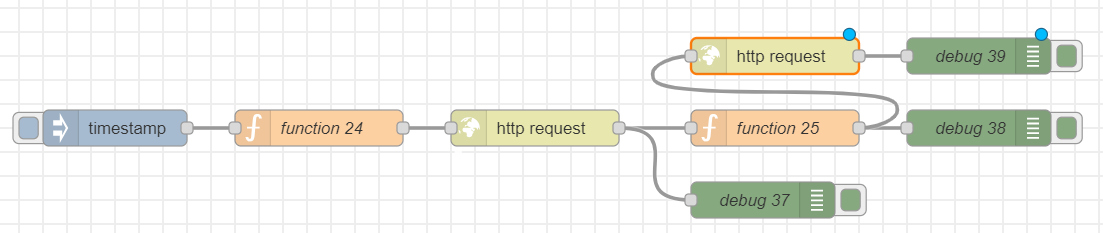 http request
debug 39
timestamp
function 24
http request
function 25
debug 38
debug 37